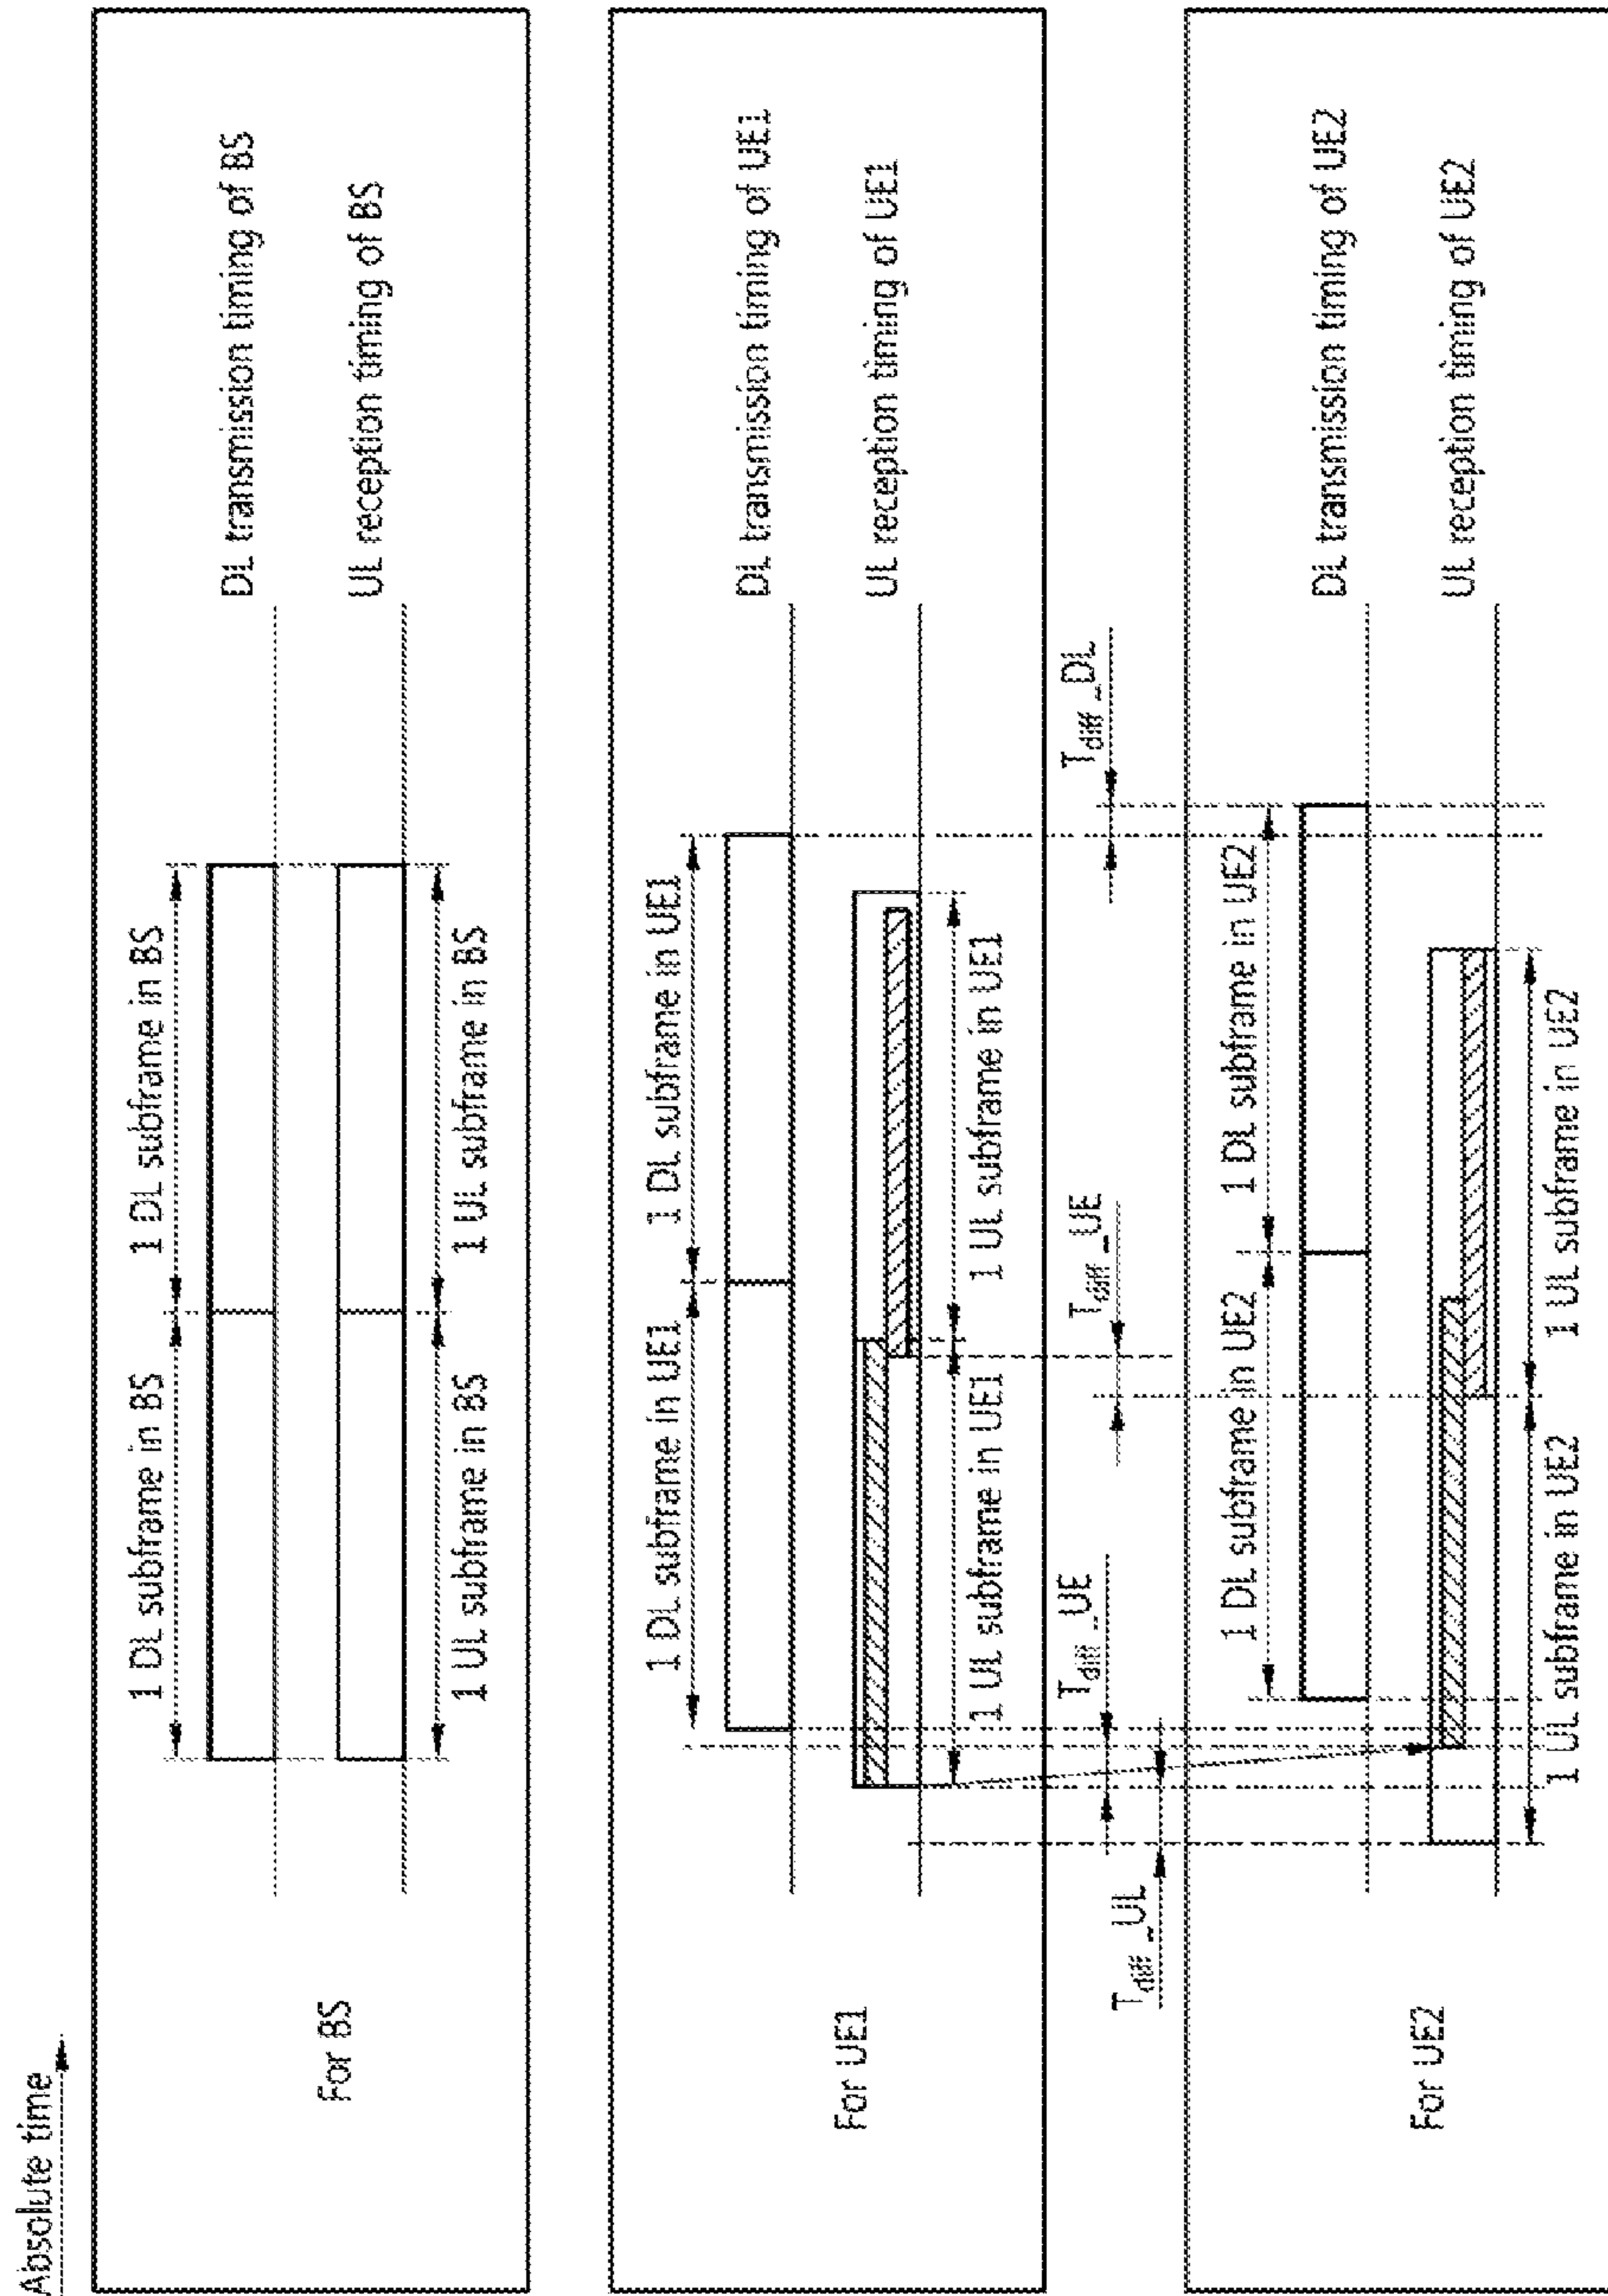 Absolute time
For BS
1 DL subframe in BS
1 DL subframe in BS
DL transmission timing of BS
UL reception timing of BS
1 UL subframe in BS
1 UL subframe in BS
For UE1
1 DL subframe in UE1
1 DL subframe in UE1
DL transmission timing of UE1
UL reception timing of UE1
1 UL subframe in UE1
1 UL subframe in UE1
Tdiff_DL
Tdiff_UE
Tdiff_UE
Tdiff_UL
For UE2
1 DL subframe in UE2
1 DL subframe in UE2
DL transmission timing of UE2
UL reception timing of UE2
1 UL subframe in UE2
1 UL subframe in UE2